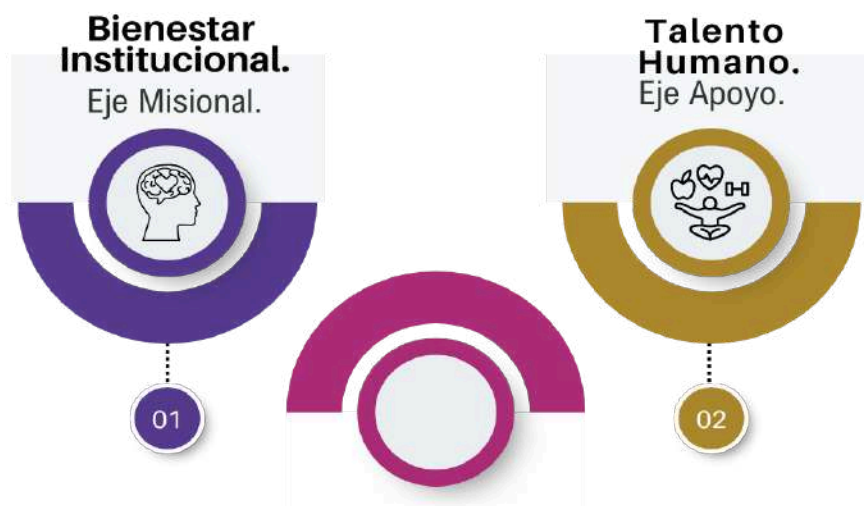 Bienestar
Institucional.
Eje Misional.
Talento
Humano.
Eje Apoyo.
01
02